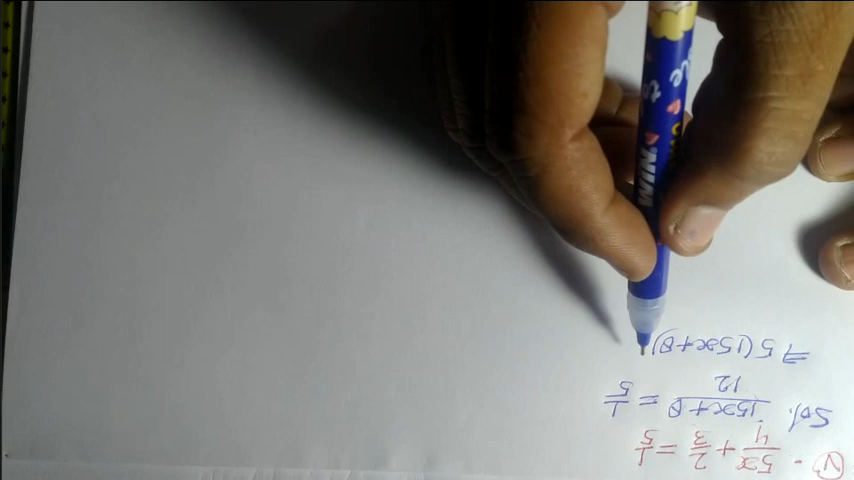 (N) - 5x/4 + 2/3 = 1/5
Sol. (15x+8)/12 = 1/5
⇒ 5(15x+8)